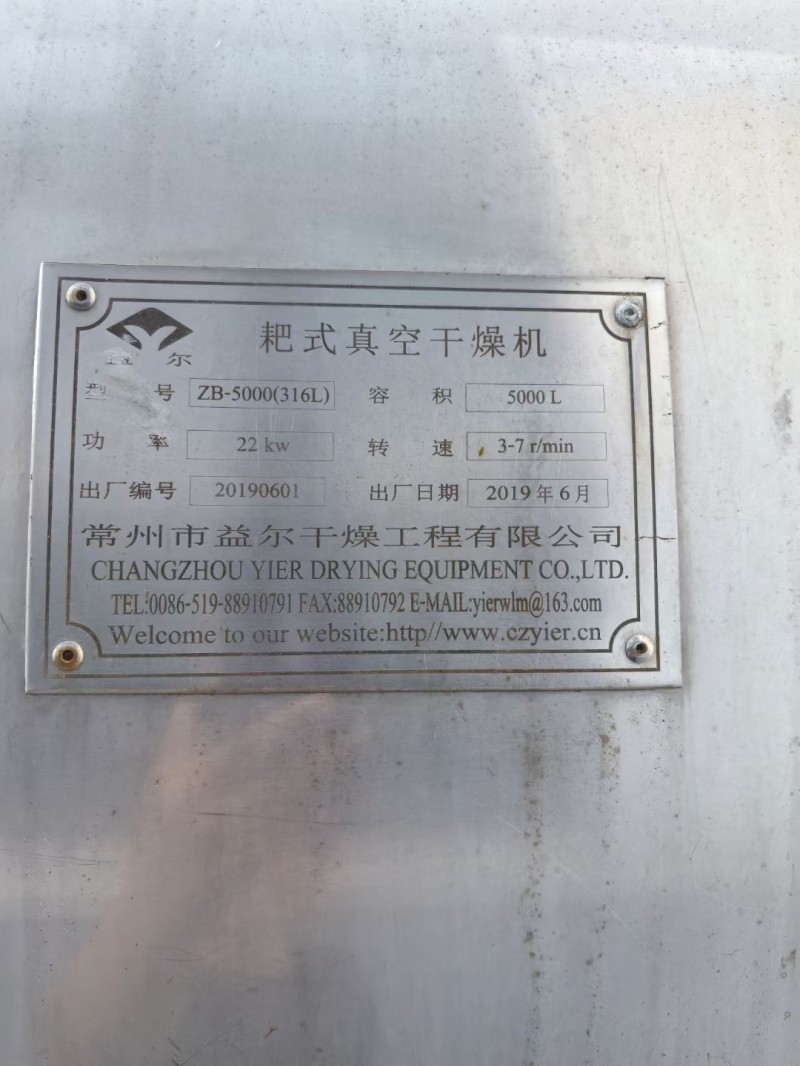 耙式真空干燥机
益尔
型号 ZB-5000(316L) 容积 5000 L
功率 22 kw 转速 3-7 r/min
出厂编号 20190601 出厂日期 2019年6月
常州市益尔干燥工程有限公司
CHANGZHOU YIER DRYING EQUIPMENT CO.,LTD.
TEL:0086-519-88910791 FAX:88910792 E-MAIL:yierwlm@163.com
Welcome to our website:http//www.czyier.cn